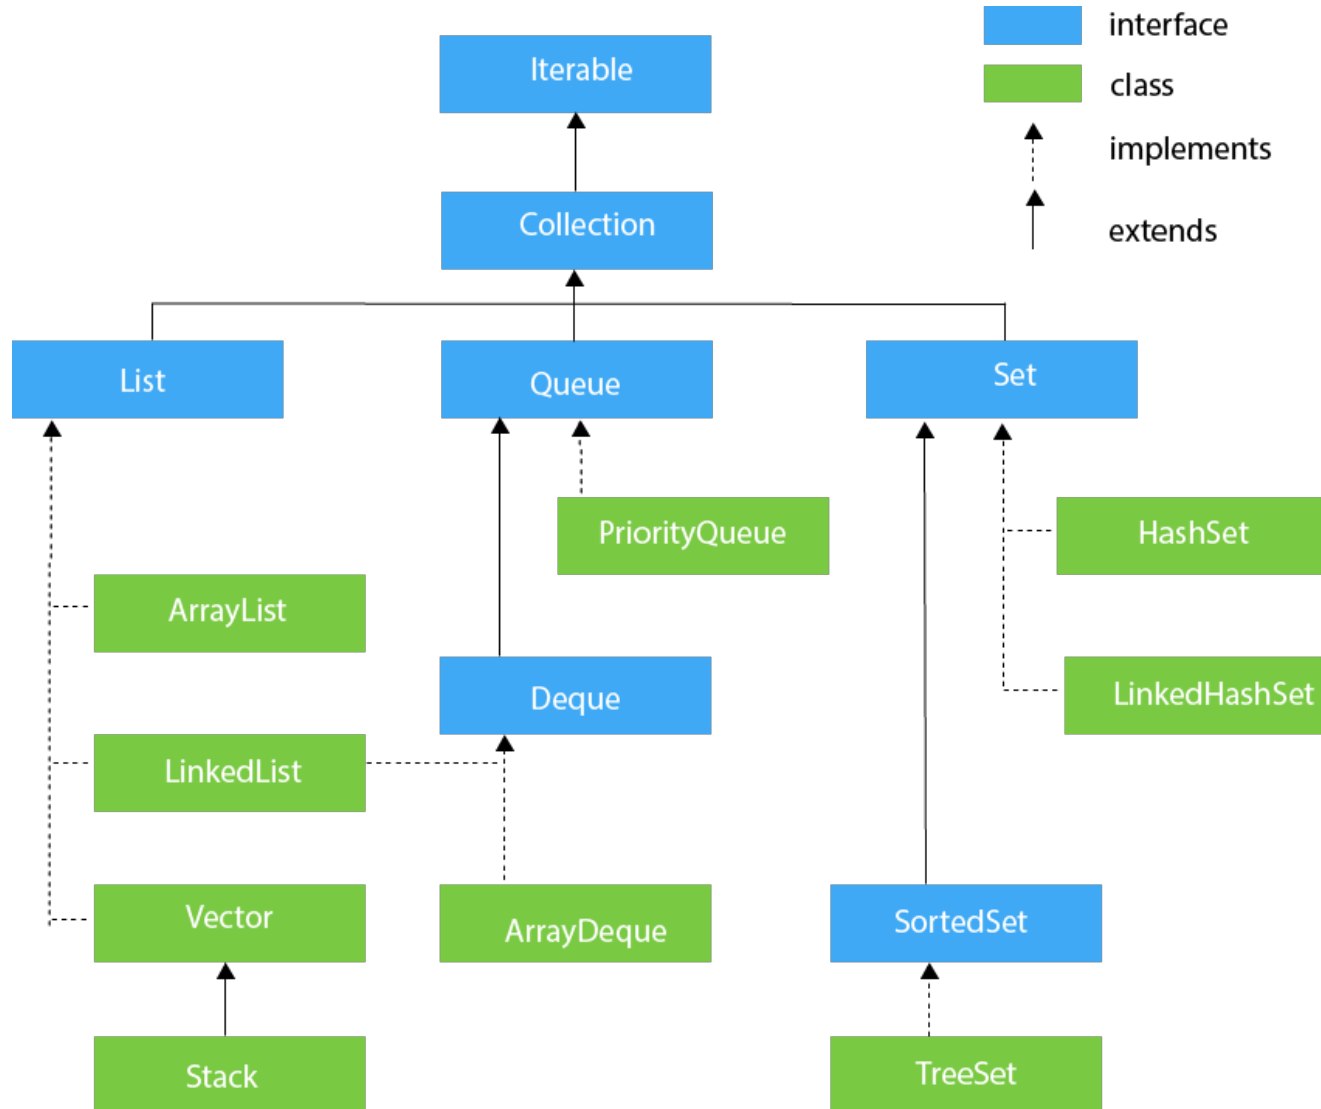 interface
Iterable
class
implements
Collection
extends
List
Queue
Set
PriorityQueue
HashSet
ArrayList
Deque
LinkedHashSet
LinkedList
Vector
ArrayDeque
SortedSet
Stack
TreeSet